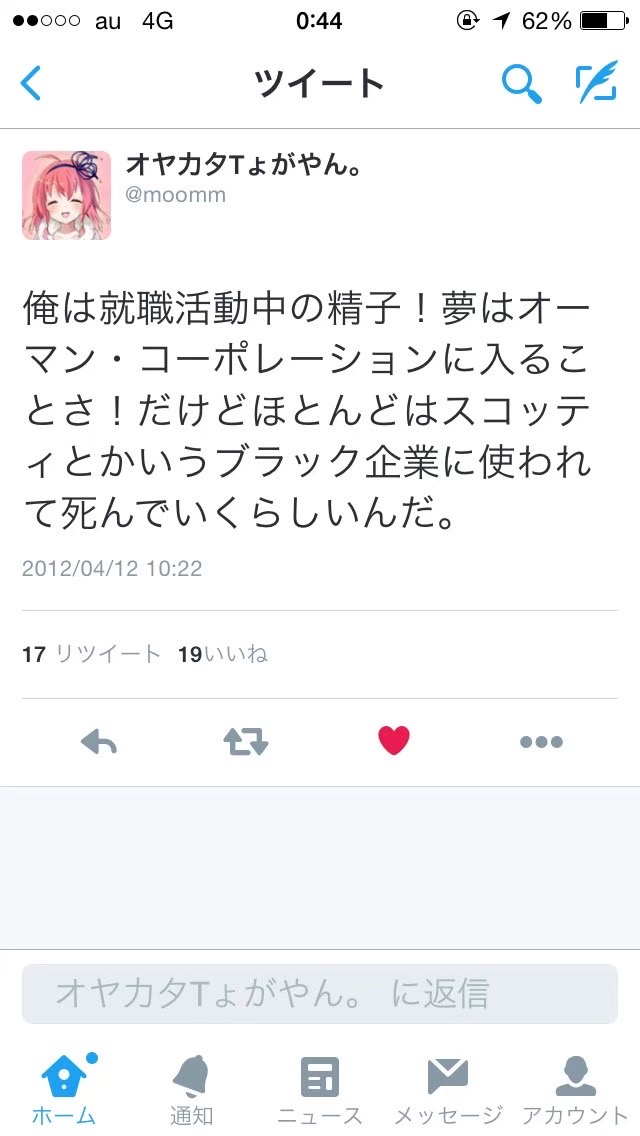 au 4G 0:44 62%
ツイート
オヤカタTょがやん。
@moomm
俺は就職活動中の精子！夢はオー
マン・コーポレーションに入るこ
とさ！だけどほとんどはスコッテ
ィとかいうブラック企業に使われ
て死んでいくらしいんだ。
2012/04/12 10:22
17 リツイート 19いいね
オヤカタTょがやん。 に返信
ホーム 通知 ニュース メッセージ アカウント